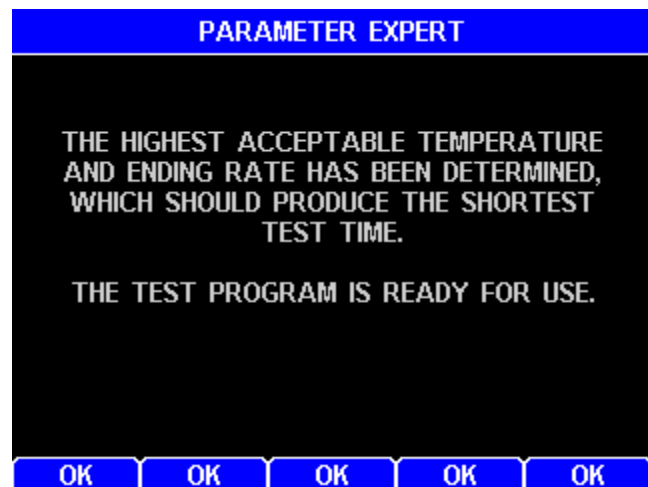 PARAMETER EXPERT
THE HIGHEST ACCEPTABLE TEMPERATURE
AND ENDING RATE HAS BEEN DETERMINED,
WHICH SHOULD PRODUCE THE SHORTEST
TEST TIME.
THE TEST PROGRAM IS READY FOR USE.
OK OK OK OK OK